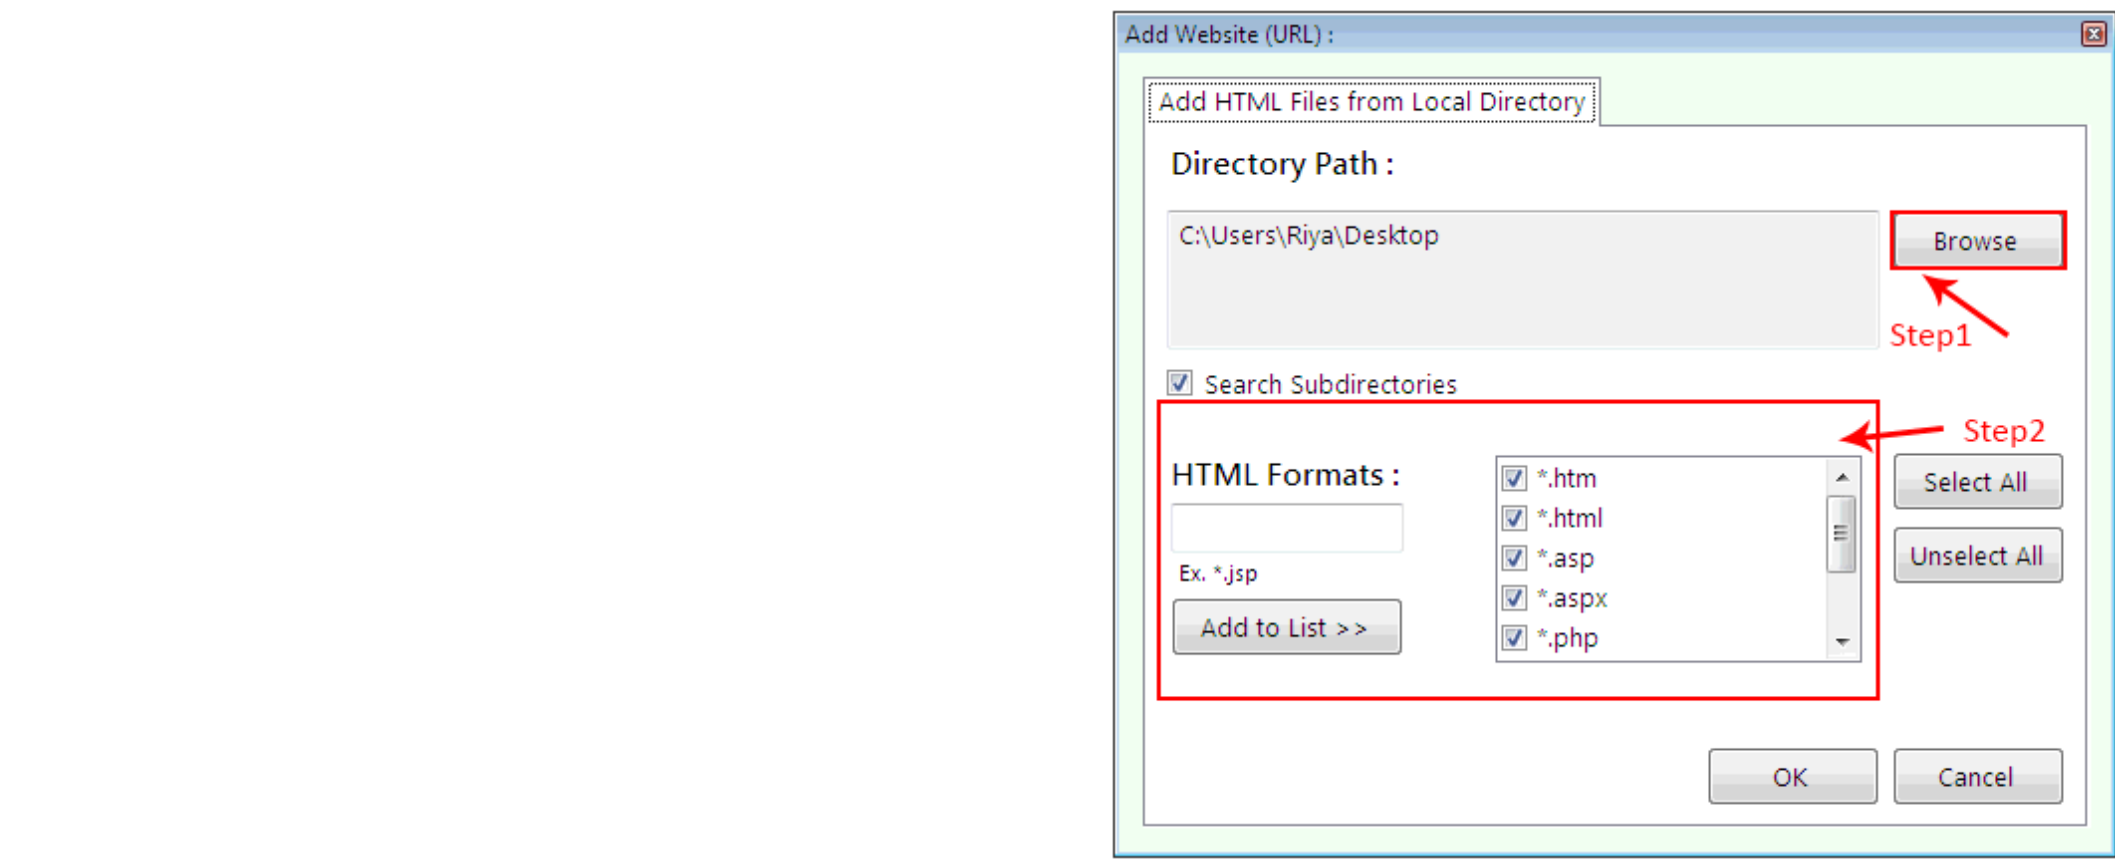 Add Website (URL) :
Add HTML Files from Local Directory
Directory Path :
C:\Users\Riya\Desktop
Browse
Step1
Search Subdirectories
Step2
HTML Formats :
*.htm
Select All
*.html
*.asp
Unselect All
Ex. *.jsp
*.aspx
Add to List >>
*.php
OK
Cancel